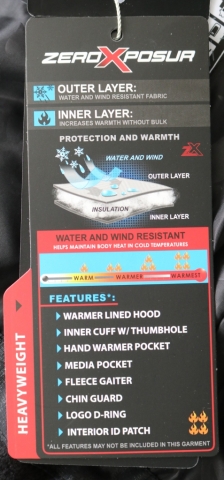 ZEROXPOSUR
OUTER LAYER:
WATER AND WIND RESISTANT FABRIC
INNER LAYER:
INCREASES WARMTH WITHOUT BULK
PROTECTION AND WARMTH
WATER AND WIND
ZX
OUTER LAYER
INSULATION
INNER LAYER
WATER AND WIND RESISTANT
HELPS MAINTAIN BODY HEAT IN COLD TEMPERATURES
WARM WARMER WARMEST
HEAVYWEIGHT
FEATURES*:
WARMER LINED HOOD
INNER CUFF W/ THUMBHOLE
HAND WARMER POCKET
MEDIA POCKET
FLEECE GAITER
CHIN GUARD
LOGO D-RING
INTERIOR ID PATCH
*ALL FEATURES MAY NOT BE INCLUDED IN THIS GARMENT